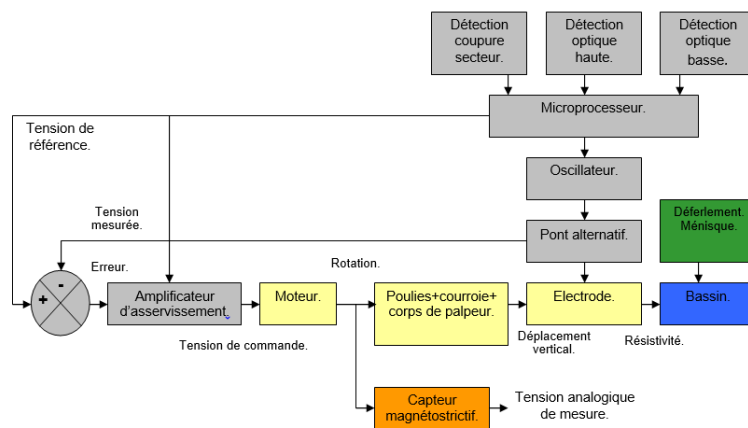 Détection
coupure
secteur.
Détection
optique
haute.
Détection
optique
basse.
Microprocesseur.
Tension de
référence.
Oscillateur.
Tension
mesurée.
Pont alternatif.
Déferlement.
Ménisque.
-
+
Erreur.
Rotation.
Amplificateur
d'asservissement.
Moteur.
Poulies+courroie+
corps de palpeur.
Electrode.
Bassin.
Tension de commande.
Déplacement
vertical.
Résistivité.
Capteur
magnétostrictif.
Tension analogique
de mesure.